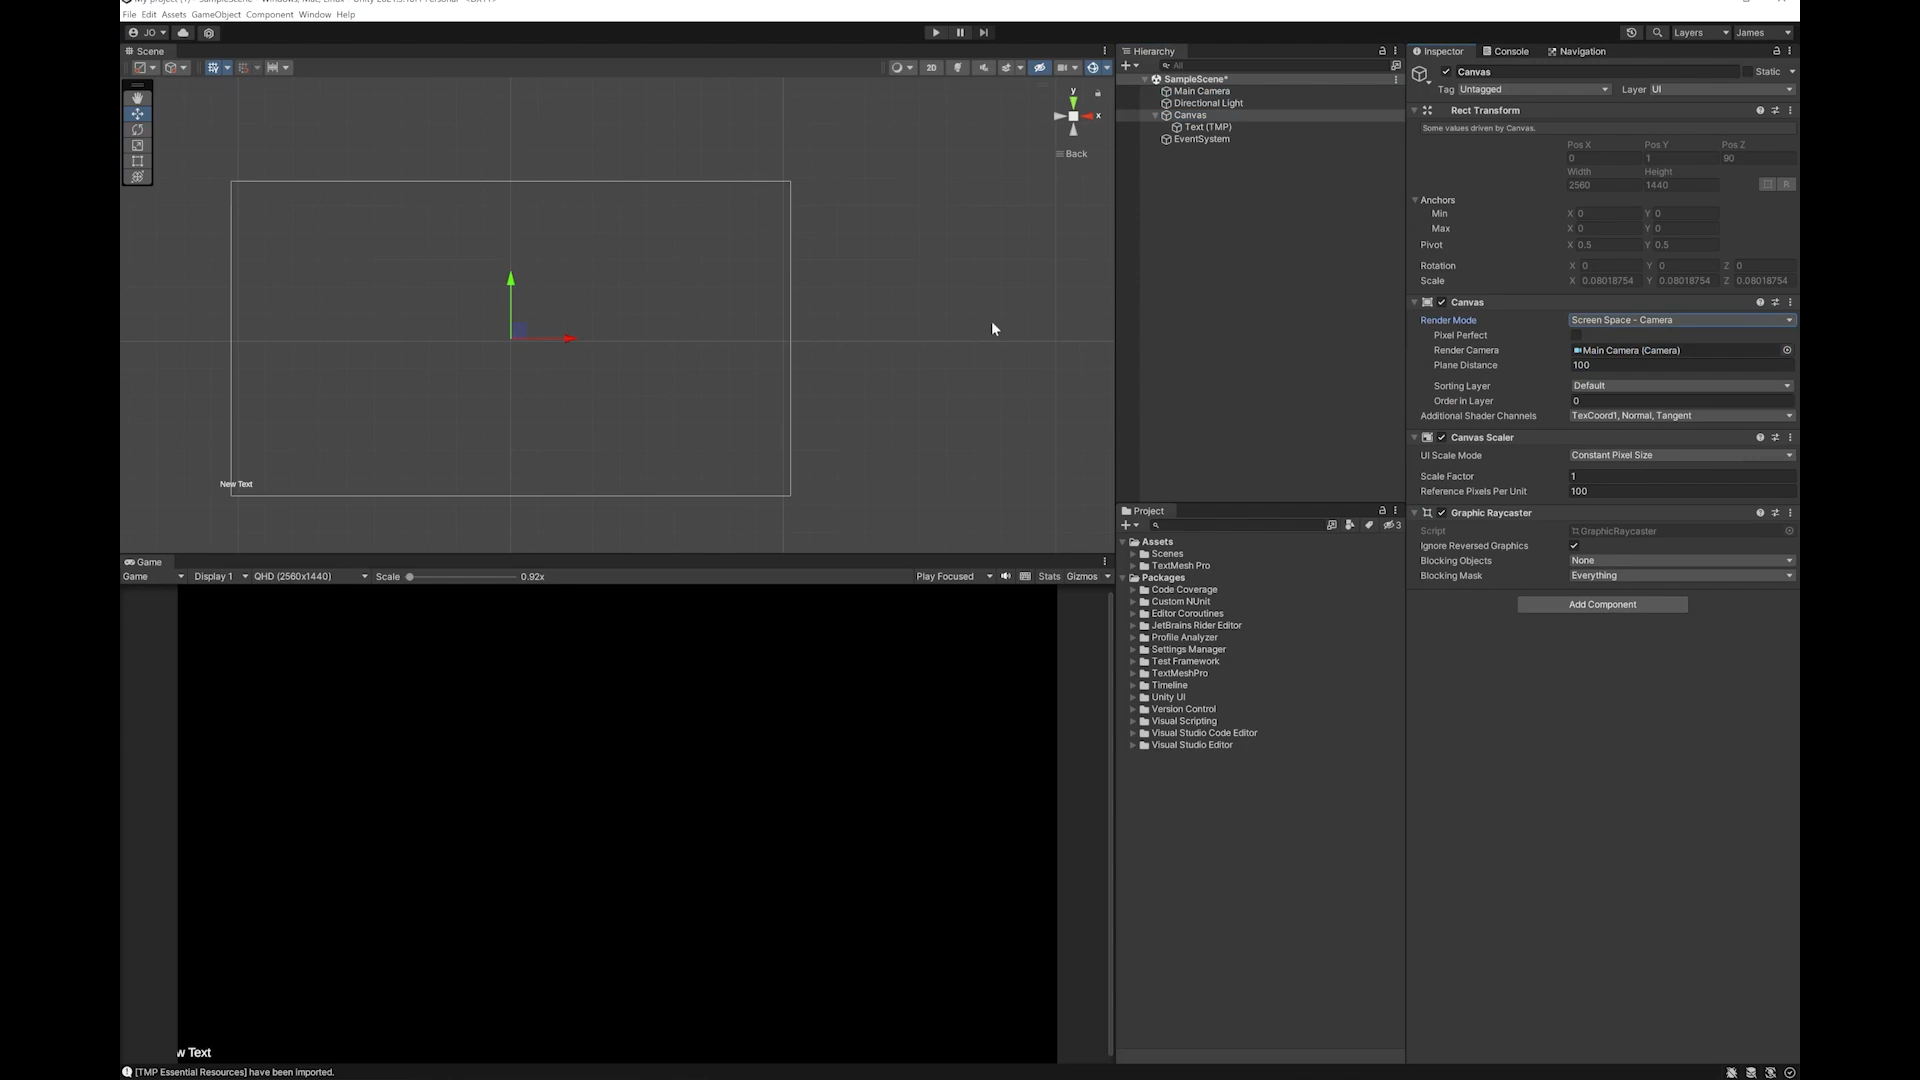 File Edit Assets GameObject Component Window Help
JO
Layers
James
Scene
2D
y
x
Back
New Text
Game
Game
Display 1
QHD (2560x1440)
Scale
0.92x
Play Focused
Stats
Gizmos
w Text
[TMP Essential Resources] have been imported.
Hierarchy
All
SampleScene*
Main Camera
Directional Light
Canvas
Text (TMP)
EventSystem
Project
3
Assets
Scenes
TextMesh Pro
Packages
Code Coverage
Custom NUnit
Editor Coroutines
JetBrains Rider Editor
Profile Analyzer
Settings Manager
Test Framework
TextMeshPro
Timeline
Unity UI
Version Control
Visual Scripting
Visual Studio Code Editor
Visual Studio Editor
Inspector
Console
Navigation
Canvas
Static
Tag Untagged
Layer UI
Rect Transform
Some values driven by Canvas.
Pos X Pos Y Pos Z
0 1 90
Width Height
2560 1440
R
Anchors
Min X 0 Y 0
Max X 0 Y 0
Pivot X 0.5 Y 0.5
Rotation X 0 Y 0 Z 0
Scale X 0.08018754 Y 0.08018754 Z 0.08018754
Canvas
Render Mode Screen Space - Camera
Pixel Perfect
Render Camera Main Camera (Camera)
Plane Distance 100
Sorting Layer Default
Order in Layer 0
Additional Shader Channels TexCoord1, Normal, Tangent
Canvas Scaler
UI Scale Mode Constant Pixel Size
Scale Factor 1
Reference Pixels Per Unit 100
Graphic Raycaster
Script GraphicRaycaster
Ignore Reversed Graphics
Blocking Objects None
Blocking Mask Everything
Add Component